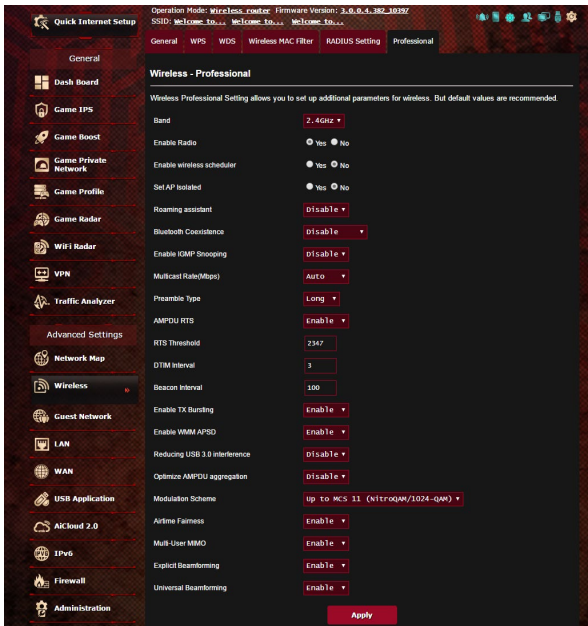 Quick Internet Setup
Operation Mode: Wireless router Firmware Version: 3.0.0.4.382_10397
SSID: Welcome to... Welcome to... Welcome to...
General WPS WDS Wireless MAC Filter RADIUS Setting Professional
General
Dash Board
Game IPS
Game Boost
Game Private
Network
Game Profile
Game Radar
WiFi Radar
VPN
Traffic Analyzer
Advanced Settings
Network Map
Wireless
Guest Network
LAN
WAN
USB Application
AiCloud 2.0
IPv6
Firewall
Administration
Wireless - Professional
Wireless Professional Setting allows you to set up additional parameters for wireless. But default values are recommended.
Band 2.4GHz
Enable Radio Yes No
Enable wireless scheduler Yes No
Set AP Isolated Yes No
Roaming assistant Disable
Bluetooth Coexistence Disable
Enable IGMP Snooping Disable
Multicast Rate(Mbps) Auto
Preamble Type Long
AMPDU RTS Enable
RTS Threshold 2347
DTIM Interval 3
Beacon Interval 100
Enable TX Bursting Enable
Enable WMM APSD Enable
Reducing USB 3.0 interference Disable
Optimize AMPDU aggregation Disable
Modulation Scheme Up to MCS 11 (NitroQAM/1024-QAM)
Airtime Fairness Enable
Multi-User MIMO Enable
Explicit Beamforming Enable
Universal Beamforming Enable
Apply